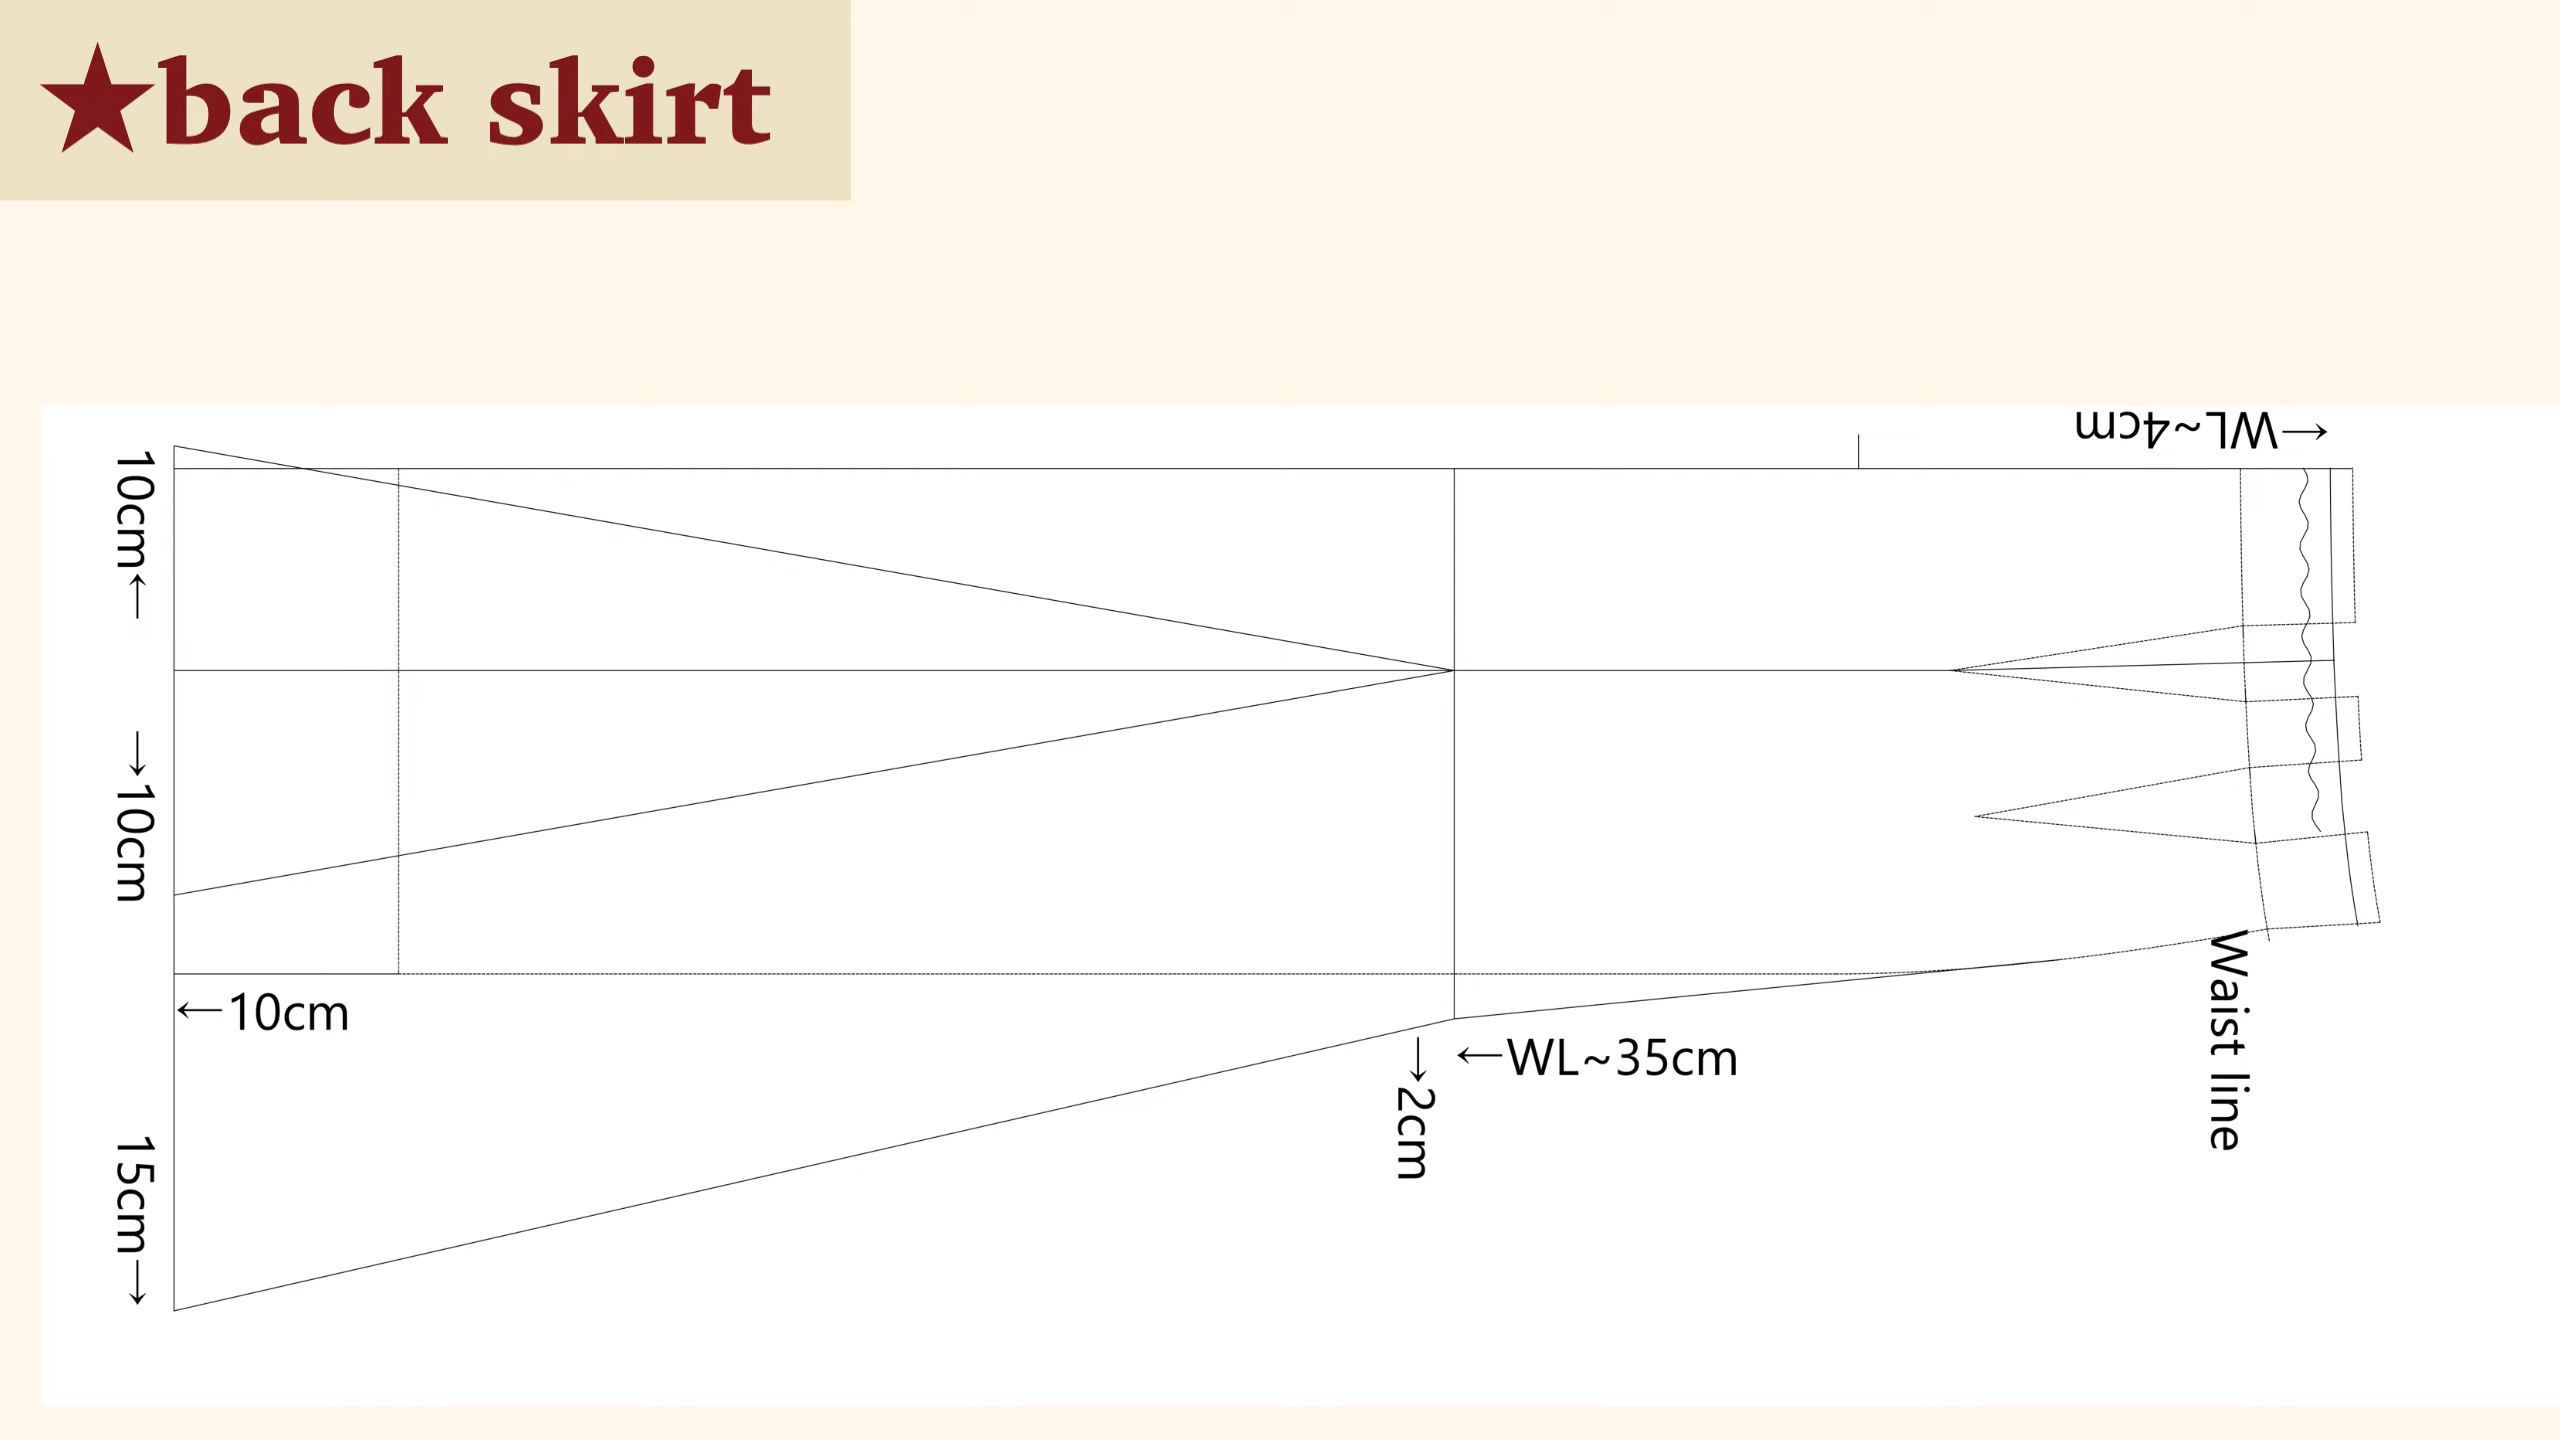 ★back skirt
WL~4cm→
10cm←
→10cm
←10cm
←WL~35cm
→2cm
Waist line
15cm→